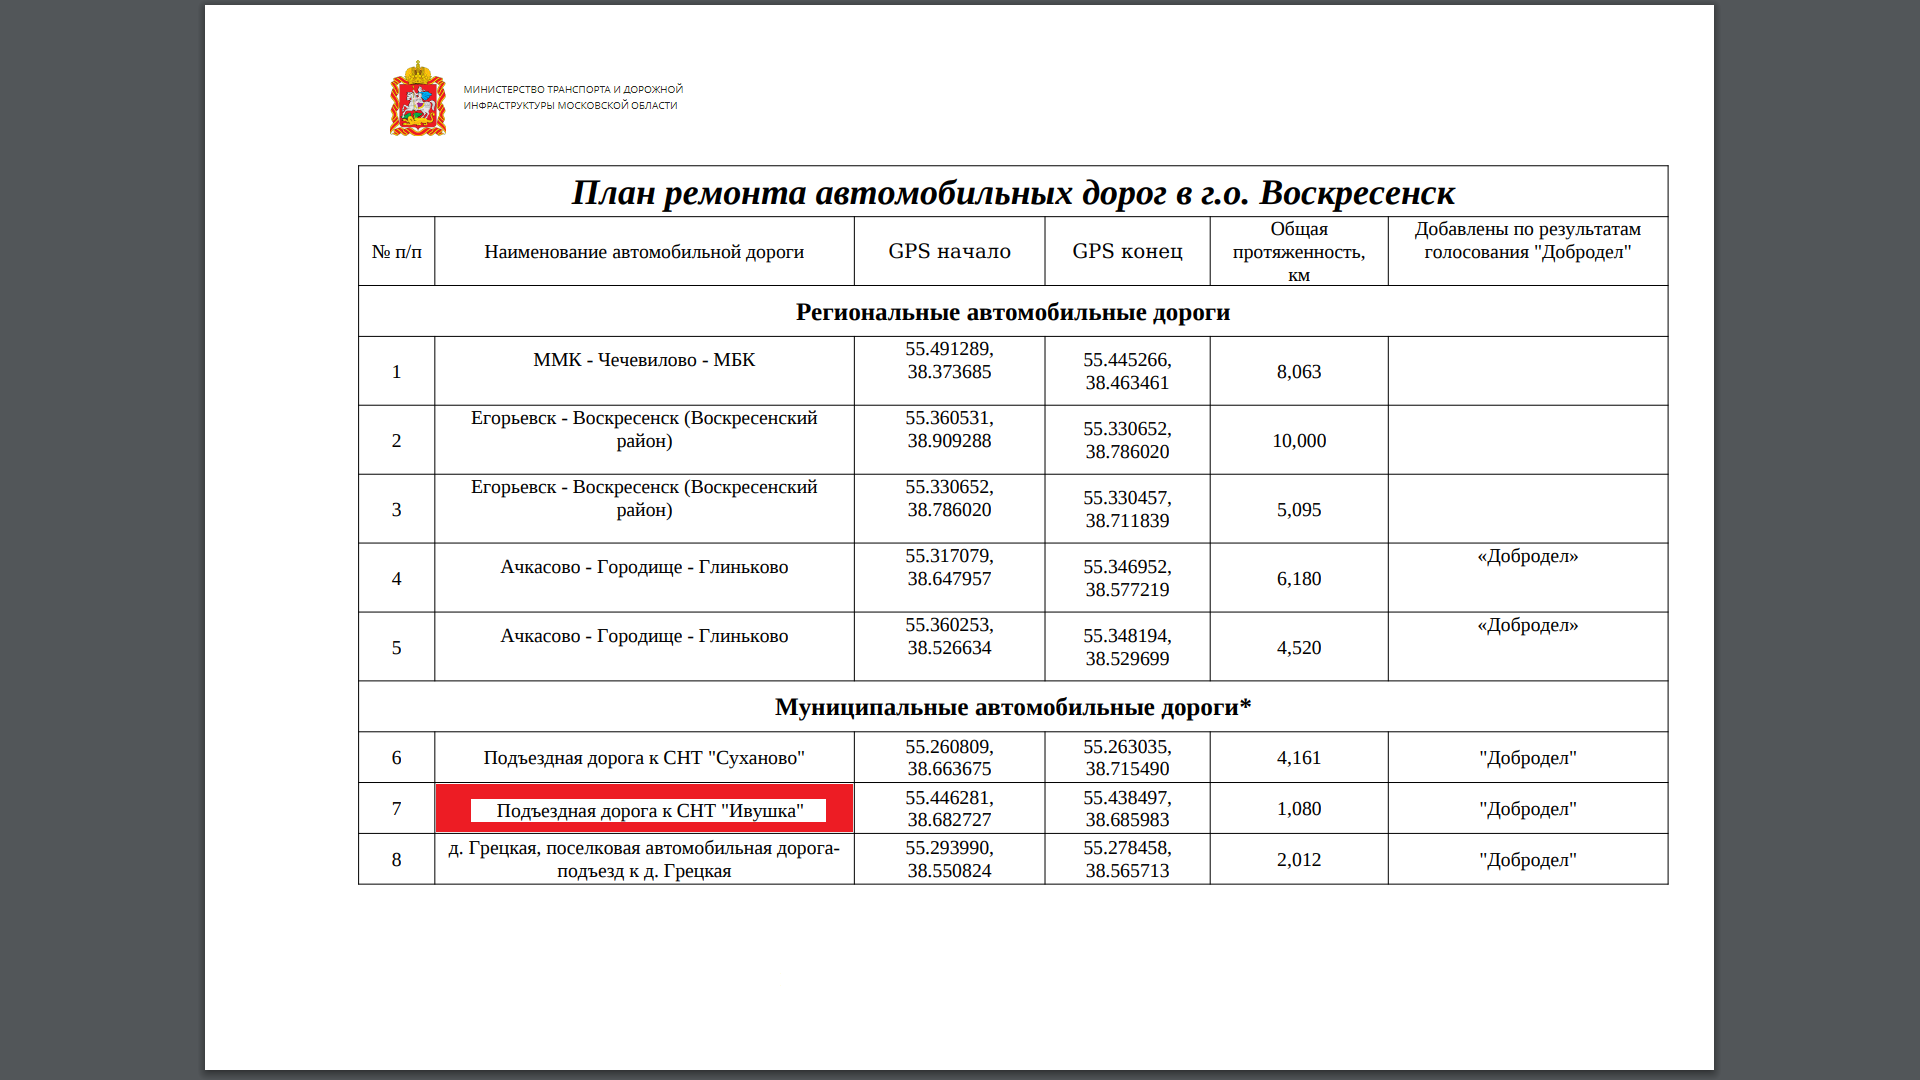 МИНИСТЕРСТВО ТРАНСПОРТА И ДОРОЖНОЙ
ИНФРАСТРУКТУРЫ МОСКОВСКОЙ ОБЛАСТИ
План ремонта автомобильных дорог в г.о. Воскресенск
№ п/п
Наименование автомобильной дороги
GPS начало
GPS конец
Общая
протяженность,
км
Добавлены по результатам
голосования "Добродел"
Региональные автомобильные дороги
1
ММК - Чечевилово - МБК
55.491289,
38.373685
55.445266,
38.463461
8,063
2
Егорьевск - Воскресенск (Воскресенский
район)
55.360531,
38.909288
55.330652,
38.786020
10,000
3
Егорьевск - Воскресенск (Воскресенский
район)
55.330652,
38.786020
55.330457,
38.711839
5,095
4
Ачкасово - Городище - Глиньково
55.317079,
38.647957
55.346952,
38.577219
6,180
«Добродел»
5
Ачкасово - Городище - Глиньково
55.360253,
38.526634
55.348194,
38.529699
4,520
«Добродел»
Муниципальные автомобильные дороги*
6
Подъездная дорога к СНТ "Суханово"
55.260809,
38.663675
55.263035,
38.715490
4,161
"Добродел"
7
Подъездная дорога к СНТ "Ивушка"
55.446281,
38.682727
55.438497,
38.685983
1,080
"Добродел"
8
д. Грецкая, поселковая автомобильная дорога-
подъезд к д. Грецкая
55.293990,
38.550824
55.278458,
38.565713
2,012
"Добродел"